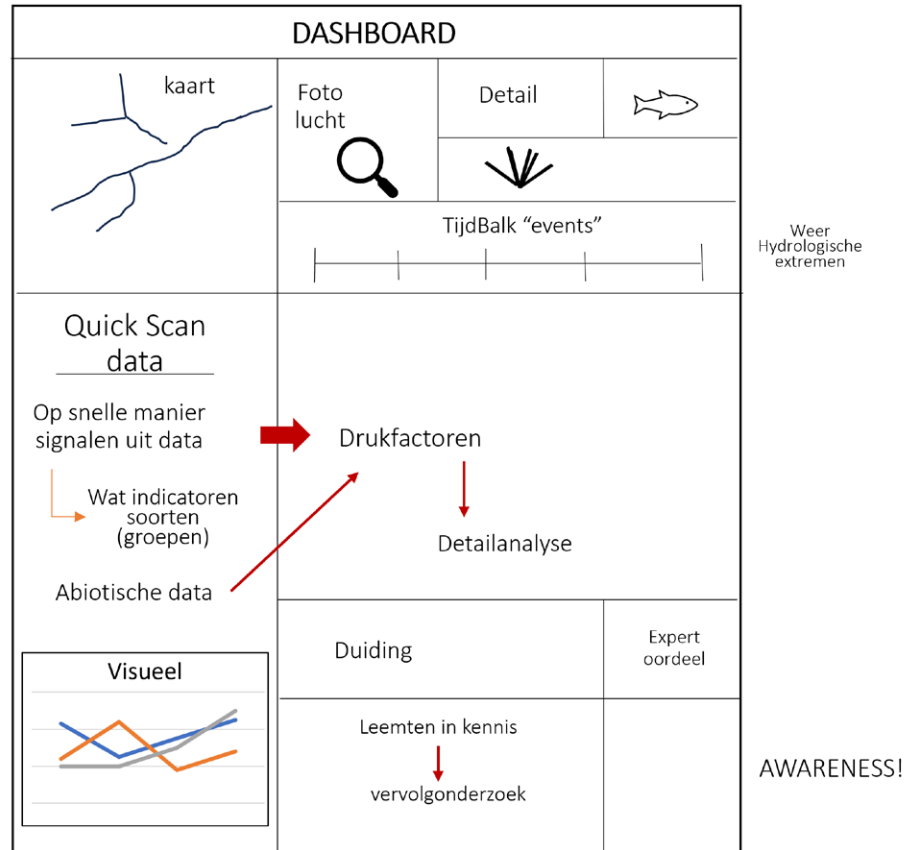 DASHBOARD
kaart
Foto
lucht
Detail
TijdBalk “events”
Weer
Hydrologische
extremen
Quick Scan
data
Op snelle manier
signalen uit data
Wat indicatoren
soorten
(groepen)
Abiotische data
Drukfactoren
Detailanalyse
Visueel
Duiding
Expert
oordeel
Leemten in kennis
vervolgonderzoek
AWARENESS!